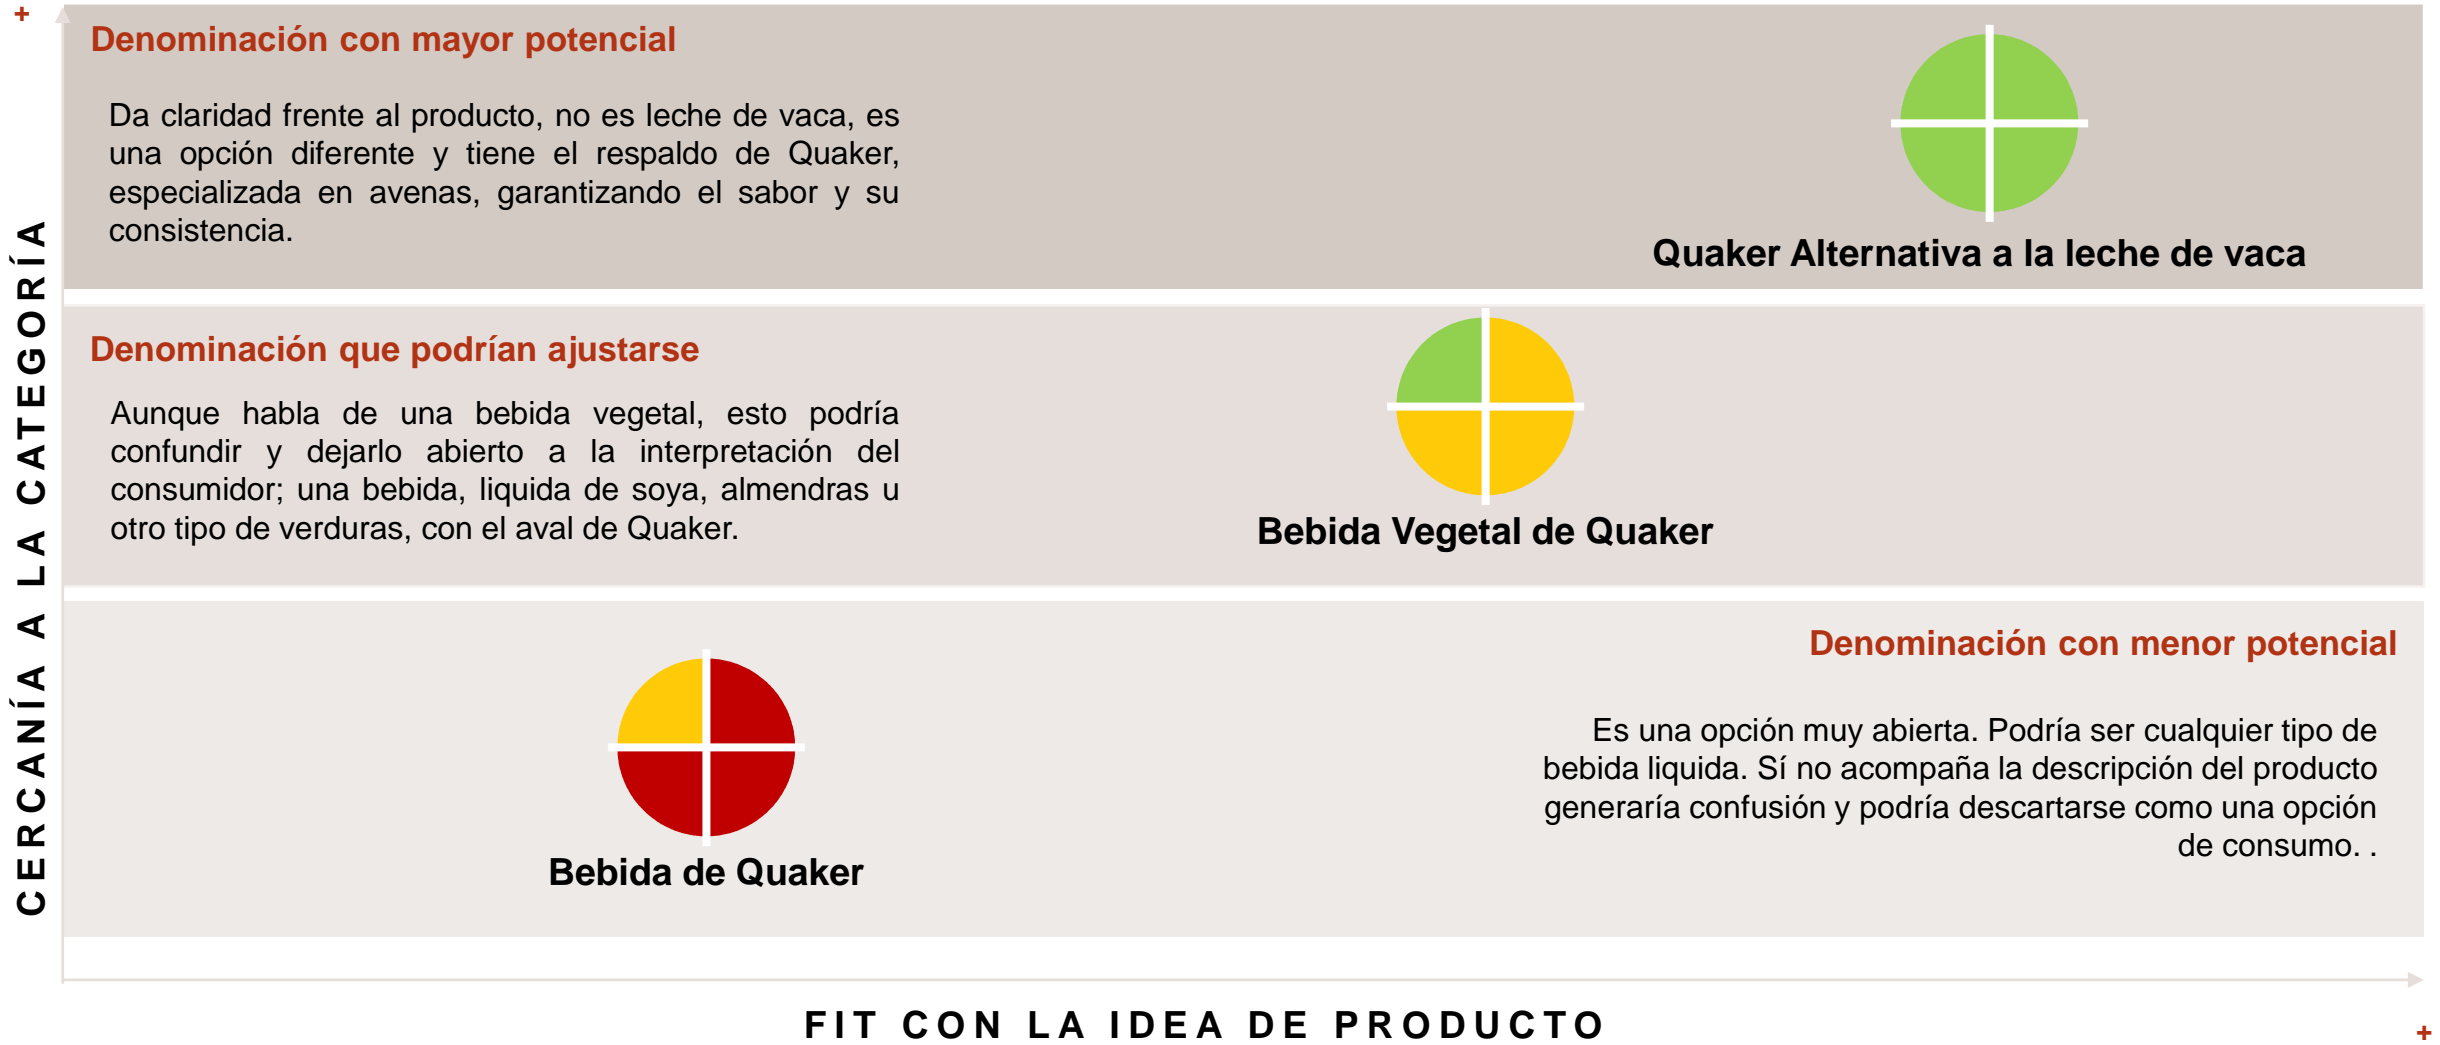 +
Denominación con mayor potencial
Da claridad frente al producto, no es leche de vaca, es
una opción diferente y tiene el respaldo de Quaker,
especializada en avenas, garantizando el sabor y su
consistencia.
Quaker Alternativa a la leche de vaca
Denominación que podrían ajustarse
Aunque habla de una bebida vegetal, esto podría
confundir y dejarlo abierto a la interpretación del
consumidor; una bebida, liquida de soya, almendras u
otro tipo de verduras, con el aval de Quaker.
Bebida Vegetal de Quaker
Denominación con menor potencial
Es una opción muy abierta. Podría ser cualquier tipo de
bebida liquida. Sí no acompaña la descripción del producto
generaría confusión y podría descartarse como una opción
de consumo. .
Bebida de Quaker
CERCANÍA A LA CATEGORÍA
FIT CON LA IDEA DE PRODUCTO
+